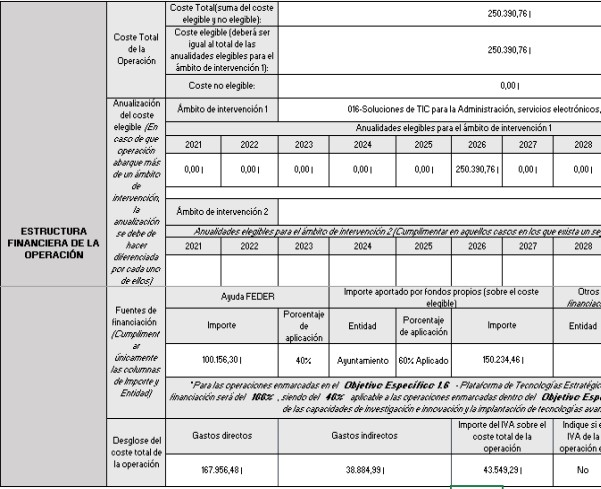 Coste Total
de la
Operación
Coste Total(suma del coste
elegible y no elegible):
250.390,76 |
Coste elegible (deberá ser
igual al total de las
anualidades elegibles para el
ámbito de intervención 1):
250.390,76 |
Coste no elegible:
0,00 |
Anualización
del coste
elegible (En
caso de que
operación
abarque más
de un ámbito
de
intervención,
la
anualización
se debe de
hacer
diferenciada
por cada uno
de ellos)
Ámbito de intervención 1
016-Soluciones de TIC para la Administración, servicios electrónicos,
Anualidades elegibles para el ámbito de intervención 1
2021 2022 2023 2024 2025 2026 2027 2028
0,00 | 0,00 | 0,00 | 0,00 | 0,00 | 250.390,76 | 0,00 | 0,00 |
Ámbito de intervención 2
Anualidades elegibles para el ámbito de intervención 2 (Cumplimentar en aquellos casos en los que exista un se
2021 2022 2023 2024 2025 2026 2027 2028
ESTRUCTURA
FINANCIERA DE LA
OPERACIÓN
Fuentes de
financiación
(Cumpliment
ar
únicamente
las columnas
de Importe y
Entidad)
Ayuda FEDER
Importe aportado por fondos propios (sobre el coste
elegible)
Otros
financiac
Importe
Porcentaje
de
aplicación
Entidad
Porcentaje
de aplicación
Importe
Entidad
100.156,30 | 40% Ayuntamiento 60% Aplicado 150.234,46 |
"Para las operaciones enmarcadas en el Objetivo Específico 1.6 - Plataforma de Tecnologías Estratégic
financiación será del 100% , siendo del 40% aplicable a las operaciones enmarcadas dentro del Objetivo Espe
de las capacidades de investigación e innovación y la implantación de tecnologías avan
Desglose del
coste total de
la operación
Gastos directos
Gastos indirectos
Importe del IVA sobre el
coste total de la
operación
Indique si e
IVA de la
operación e
167.956,48 | 38.884,99 | 43.549,29 | No